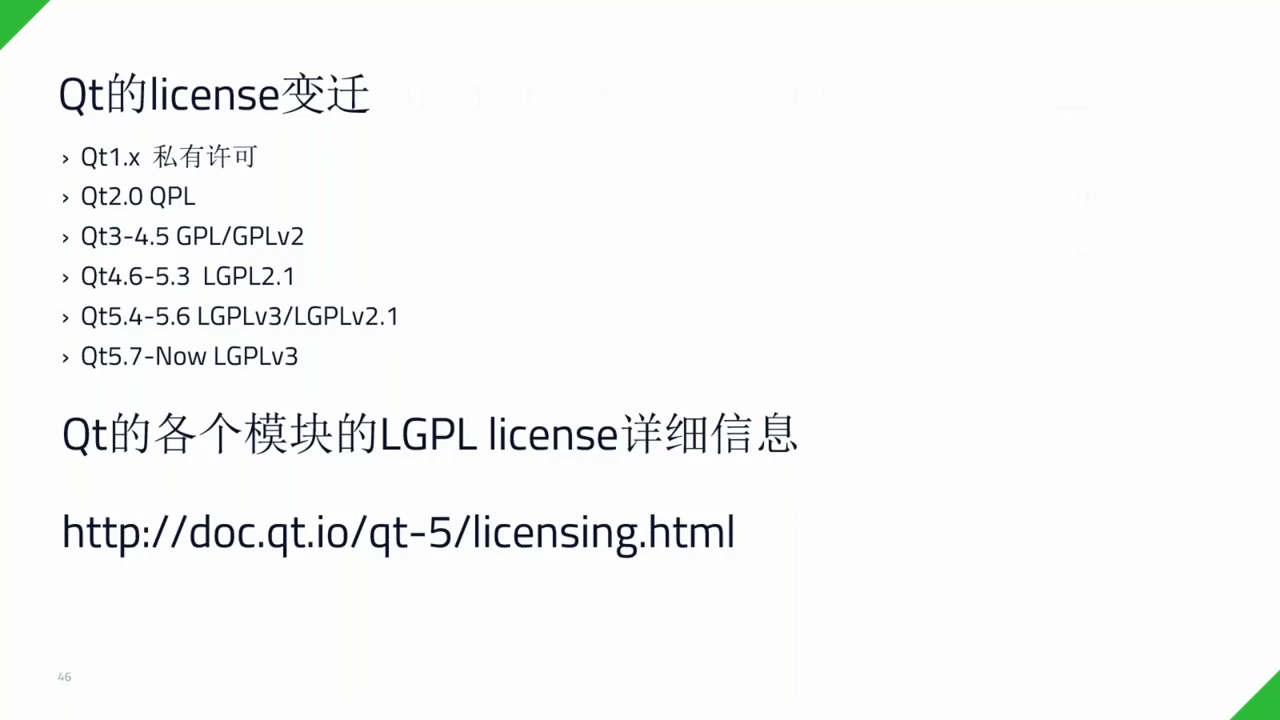 Qt的license变迁
› Qt1.x 私有许可
› Qt2.0 QPL
› Qt3-4.5 GPL/GPLv2
› Qt4.6-5.3 LGPL2.1
› Qt5.4-5.6 LGPLv3/LGPLv2.1
› Qt5.7-Now LGPLv3
Qt的各个模块的LGPL license详细信息
http://doc.qt.io/qt-5/licensing.html
46